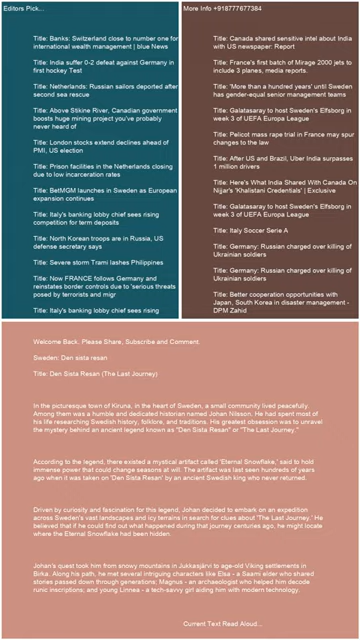 Editors Pick...
Title: Banks: Switzerland close to number one for
international wealth management | blue News
Title: India suffer 0-2 defeat against Germany in
first hockey Test
Title: Netherlands: Russian sailors deported after
second sea rescue
Title: Above Stikine River, Canadian government
boosts huge mining project you've probably
never heard of
Title: London stocks extend declines ahead of
PMI, US election
Title: Prison facilities in the Netherlands closing
due to low incarceration rates
Title: BetMGM launches in Sweden as European
expansion continues
Title: Italy's banking lobby chief sees rising
competition for term deposits
Title: North Korean troops are in Russia, US
defense secretary says
Title: Severe storm Trami lashes Philippines
Title: Now FRANCE follows Germany and
reinstates border controls due to 'serious threats
posed by terrorists and migr
Title: Italy's banking lobby chief sees rising
More Info +918777677384
Title: Canada shared sensitive intel about India
with US newspaper: Report
Title: France's first batch of Mirage 2000 jets to
include 3 planes, media reports.
Title: 'More than a hundred years' until Sweden
has gender-equal senior management teams
Title: Galatasaray to host Sweden's Elfsborg in
week 3 of UEFA Europa League
Title: Pelicot mass rape trial in France may spur
changes to the law
Title: After US and Brazil, Uber India surpasses
1 million drivers
Title: Here's What India Shared With Canada On
Nijjar's 'Khalistani Credentials' | Exclusive
Title: Galatasaray to host Sweden's Elfsborg in
week 3 of UEFA Europa League
Title: Italy Soccer Serie A
Title: Germany: Russian charged over killing of
Ukrainian soldiers
Title: Germany: Russian charged over killing of
Ukrainian soldiers
Title: Better cooperation opportunities with
Japan, South Korea in disaster management -
DPM Zahid
Welcome Back, Please Share, Subscribe and Comment.
Sweden: Den sista resan
Title: Den Sista Resan (The Last Journey)
In the picturesque town of Kiruna, in the heart of Sweden, a small community lived peacefully.
Among them was a humble and dedicated historian named Johan Nilsson. He had spent most of
his life researching Swedish history, folklore, and traditions. His greatest obsession was to unravel
the mystery behind an ancient legend known as "Den Sista Resan" or "The Last Journey."
According to the legend, there existed a mystical artifact called 'Eternal Snowflake,' said to hold
immense power that could change seasons at will. The artifact was last seen hundreds of years
ago when it was taken on 'Den Sista Resan' by an ancient Swedish king who never returned.
Driven by curiosity and fascination for this legend; Johan decided to embark on an expedition
across Sweden's vast landscapes and icy terrains in search for clues about 'The Last Journey.' He
believed that if he could find out what happened during that journey centuries ago, he might locate
where the Eternal Snowflake had been hidden.
Johan's quest took him from snowy mountains in Jukkasjärvi to age-old Viking settlements in
Birka. Along his path, he met several intriguing characters like Elsa - a Saami elder who shared
stories passed down through generations; Magnus - an archaeologist who helped him decode
runic inscriptions; and young Linnea - a tech-savvy girl aiding him with modern technology.
Current Text Read Aloud...